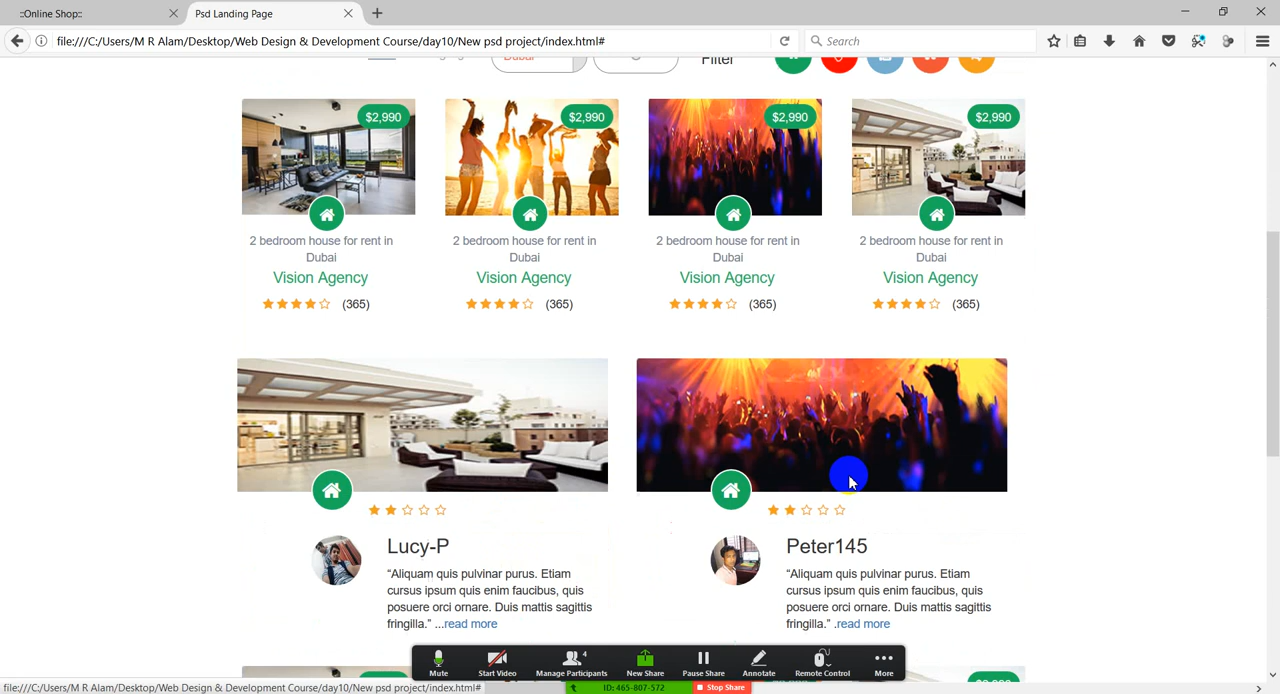 ::Online Shop::
Psd Landing Page
file:///C:/Users/M R Alam/Desktop/Web Design & Development Course/day10/New psd project/index.html#
Search
Dubai
Filter
$2,990
$2,990
$2,990
$2,990
2 bedroom house for rent in
Dubai
Vision Agency
(365)
2 bedroom house for rent in
Dubai
Vision Agency
(365)
2 bedroom house for rent in
Dubai
Vision Agency
(365)
2 bedroom house for rent in
Dubai
Vision Agency
(365)
Lucy-P
“Aliquam quis pulvinar purus. Etiam
cursus ipsum quis enim faucibus, quis
posuere orci ornare. Duis mattis sagittis
fringilla.” ...read more
Peter145
“Aliquam quis pulvinar purus. Etiam
cursus ipsum quis enim faucibus, quis
posuere orci ornare. Duis mattis sagittis
fringilla.” .read more
4
Mute
Start Video
Manage Participants
New Share
Pause Share
Annotate
Remote Control
More
file:///C:/Users/M R Alam/Desktop/Web Design & Development Course/day10/New psd project/index.html#
ID: 465-807-572
Stop Share